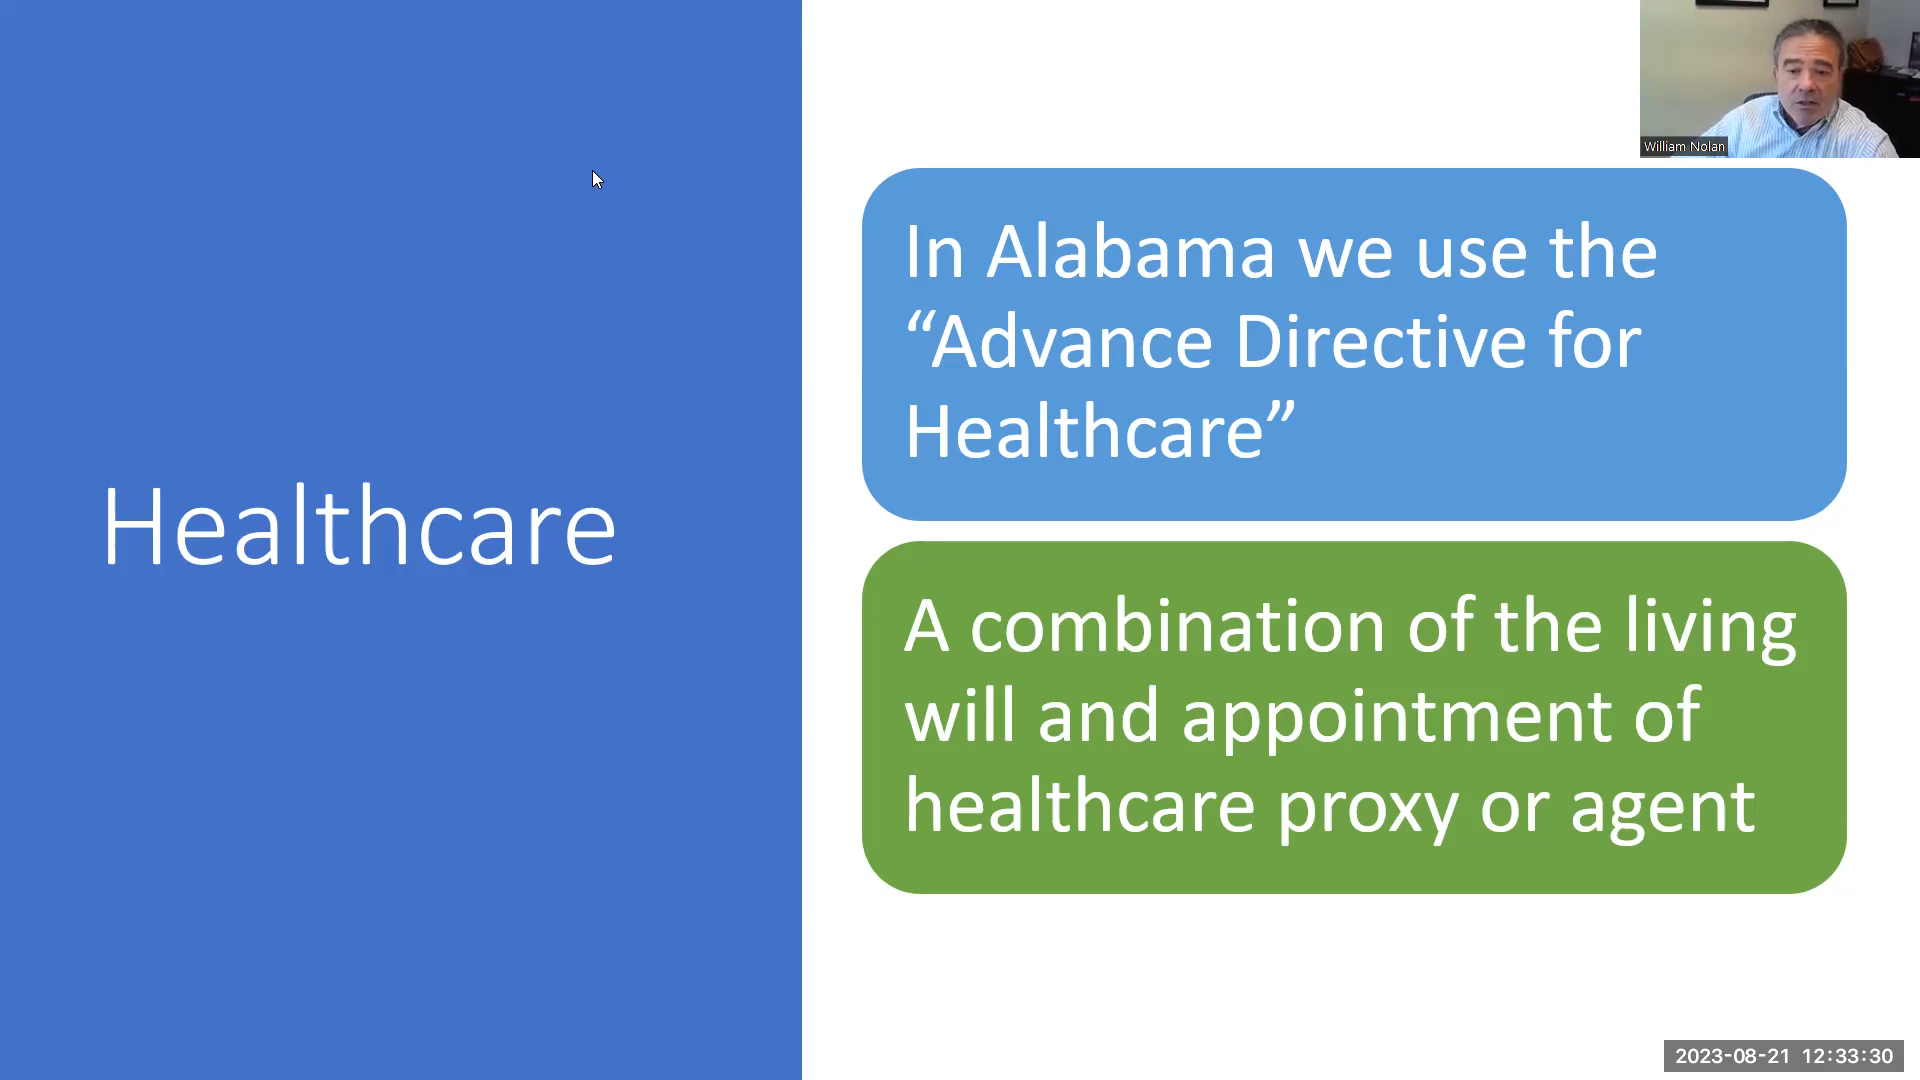 William Nolan
In Alabama we use the
“Advance Directive for
Healthcare”
Healthcare
A combination of the living
will and appointment of
healthcare proxy or agent
2023-08-21 12:33:30